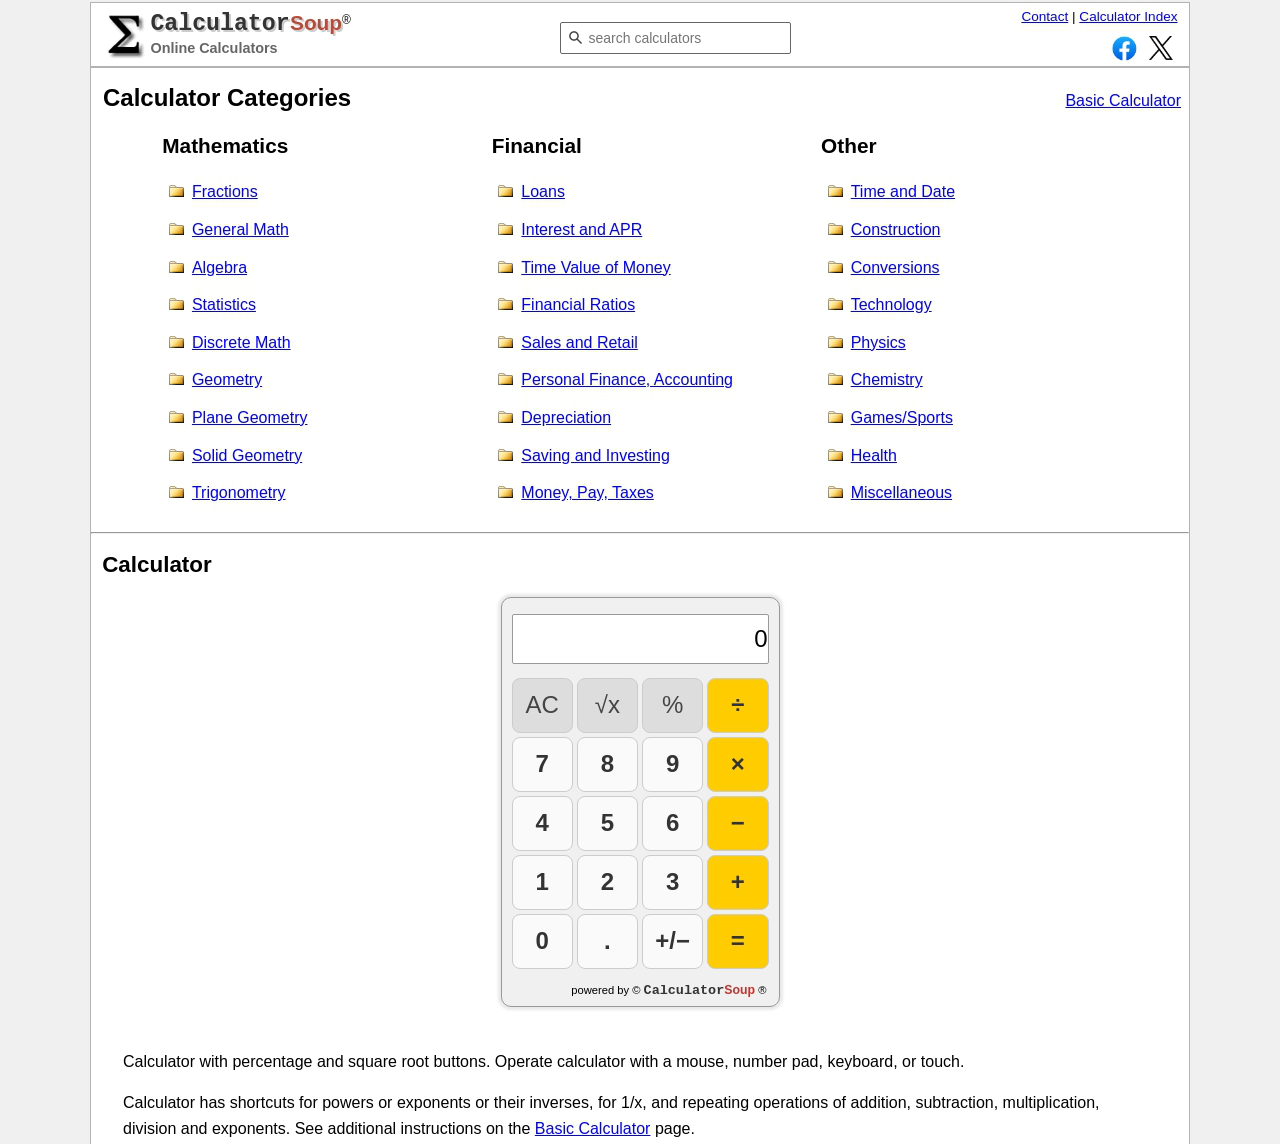 CalculatorSoup®
Online Calculators
search calculators
Contact | Calculator Index
Calculator Categories
Basic Calculator
Mathematics
Fractions
General Math
Algebra
Statistics
Discrete Math
Geometry
Plane Geometry
Solid Geometry
Trigonometry
Financial
Loans
Interest and APR
Time Value of Money
Financial Ratios
Sales and Retail
Personal Finance, Accounting
Depreciation
Saving and Investing
Money, Pay, Taxes
Other
Time and Date
Construction
Conversions
Technology
Physics
Chemistry
Games/Sports
Health
Miscellaneous
Calculator
0
AC √x % ÷
7 8 9 ×
4 5 6 −
1 2 3 +
0 . +/− =
powered by © CalculatorSoup ®
Calculator with percentage and square root buttons. Operate calculator with a mouse, number pad, keyboard, or touch.
Calculator has shortcuts for powers or exponents or their inverses, for 1/x, and repeating operations of addition, subtraction, multiplication,
division and exponents. See additional instructions on the Basic Calculator page.